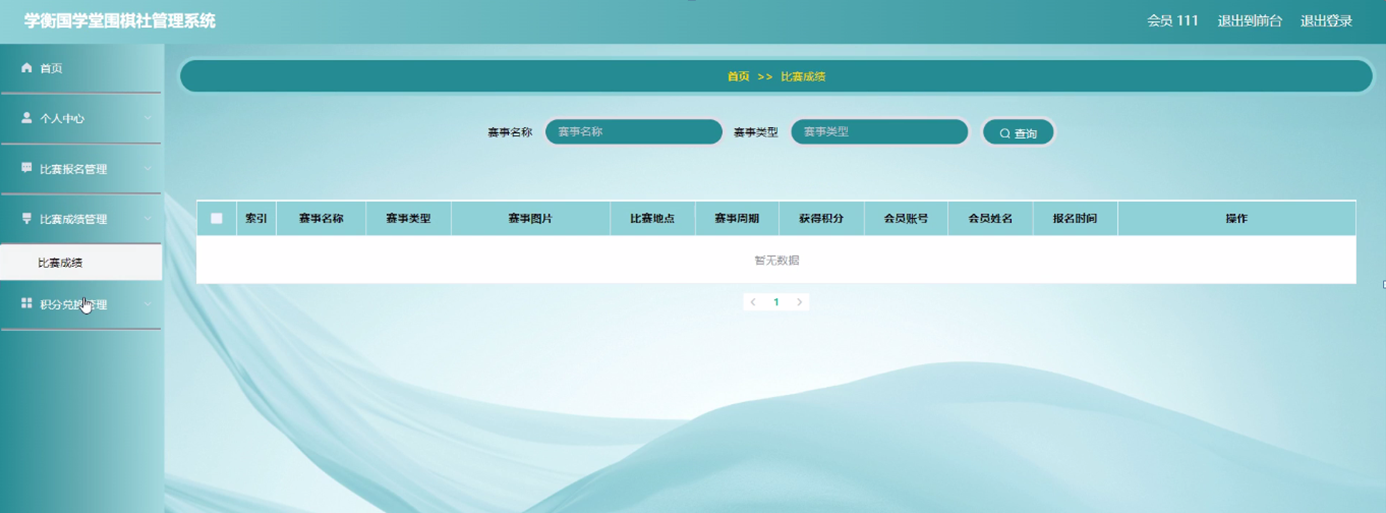 学衡国学堂围棋社管理系统
会员 111 退出到前台 退出登录
首页
个人中心
比赛报名管理
比赛成绩管理
比赛成绩
积分兑换管理
首页 >> 比赛成绩
赛事名称 赛事名称 赛事类型 赛事类型 查询
索引 赛事名称 赛事类型 赛事图片 比赛地点 赛事周期 获得积分 会员账号 会员姓名 报名时间 操作
暂无数据
< 1 >